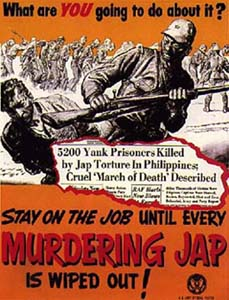 What are YOU going to do about it?
5200 Yank Prisoners Killed
by Jap Torture In Philippines;
Cruel 'March of Death' Described
STAY ON THE JOB UNTIL EVERY
MURDERING JAP
IS WIPED OUT!